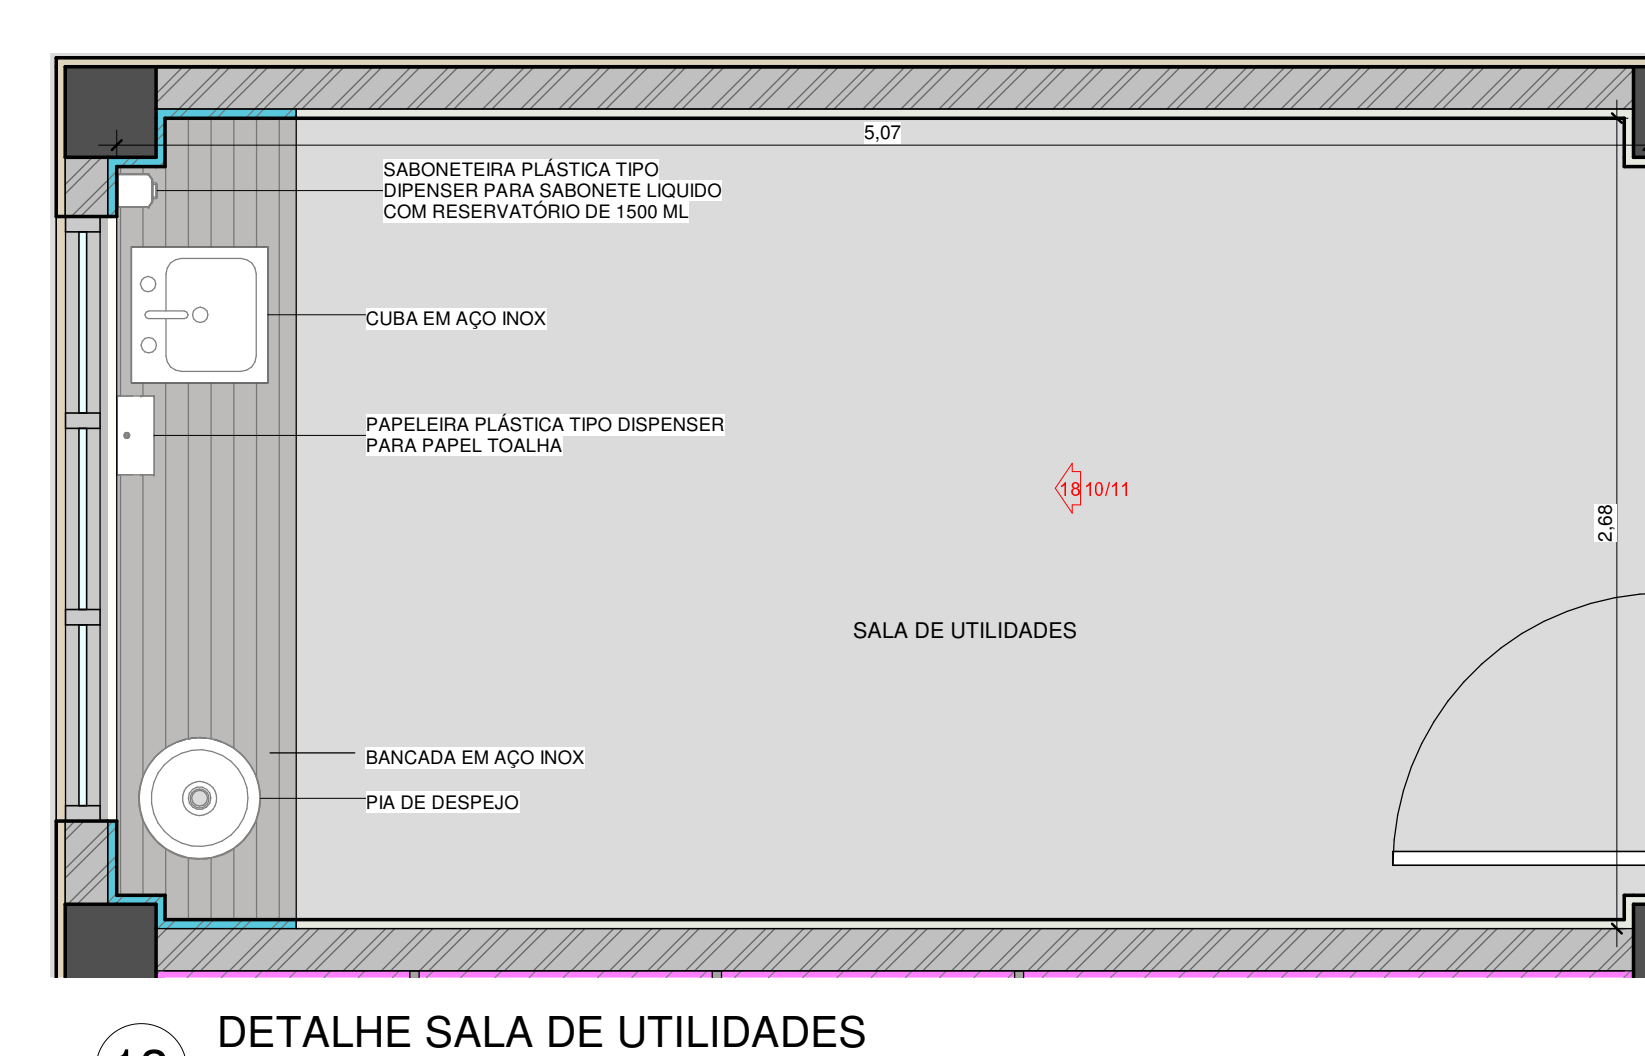 5,07
SABONETEIRA PLÁSTICA TIPO
DIPENSER PARA SABONETE LIQUIDO
COM RESERVATÓRIO DE 1500 ML
CUBA EM AÇO INOX
PAPELEIRA PLÁSTICA TIPO DISPENSER
PARA PAPEL TOALHA
18 10/11
2,68
SALA DE UTILIDADES
BANCADA EM AÇO INOX
PIA DE DESPEJO
DETALHE SALA DE UTILIDADES